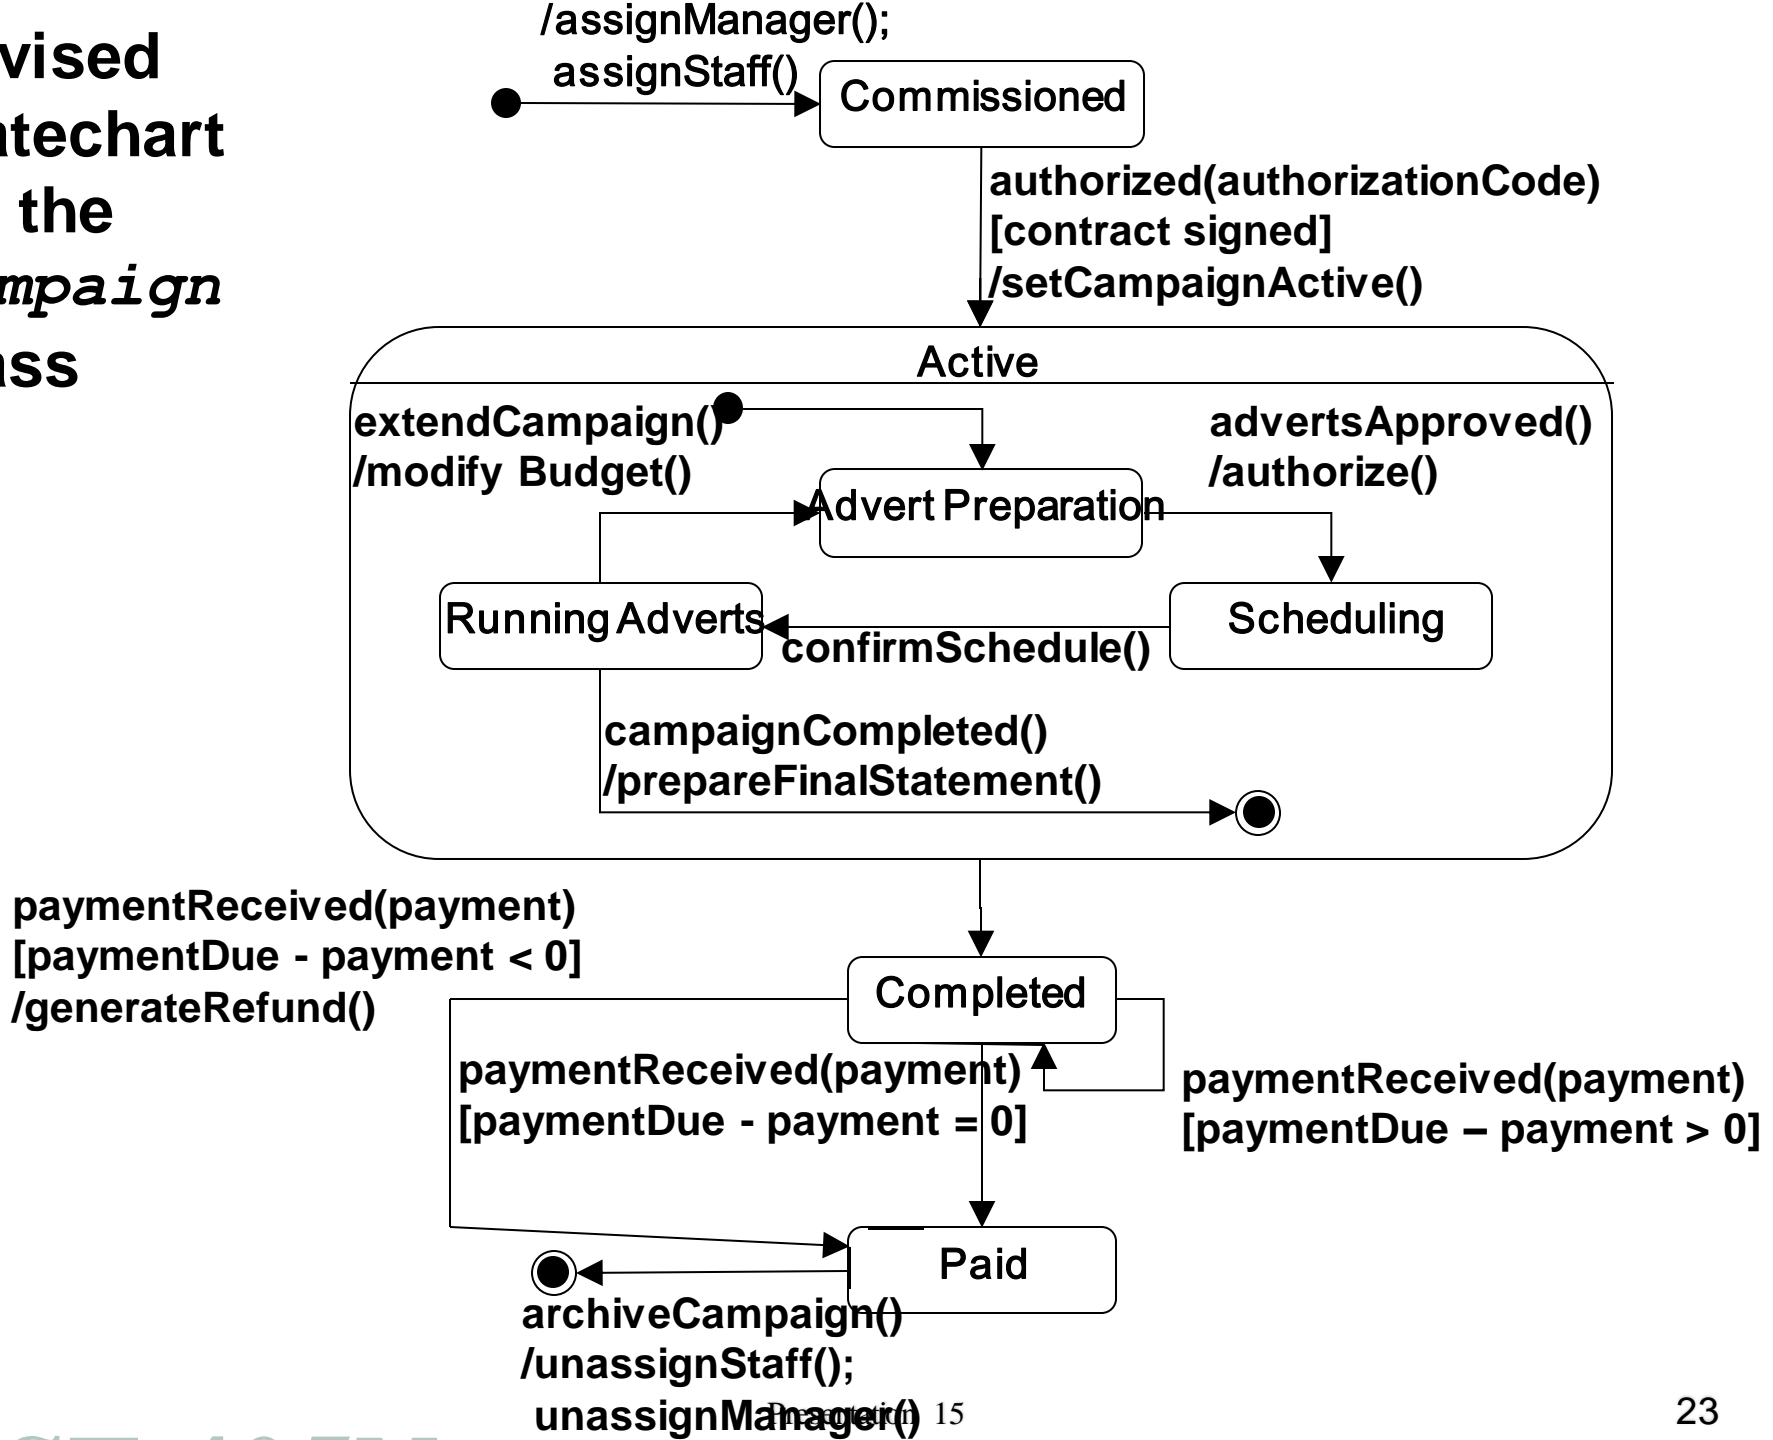 vised
atechart
the
mpaign
ass
/assignManager();
assignStaff()
Commissioned
authorized(authorizationCode)
[contract signed]
/setCampaignActive()
Active
extendCampaign()
/modify Budget()
advertsApproved()
/authorize()
Advert Preparation
Running Adverts
Scheduling
confirmSchedule()
campaignCompleted()
/prepareFinalStatement()
paymentReceived(payment)
[paymentDue - payment < 0]
/generateRefund()
Completed
paymentReceived(payment)
[paymentDue - payment = 0]
paymentReceived(payment)
[paymentDue – payment > 0]
Paid
archiveCampaign()
/unassignStaff();
unassignManager()
Presentation 15
23